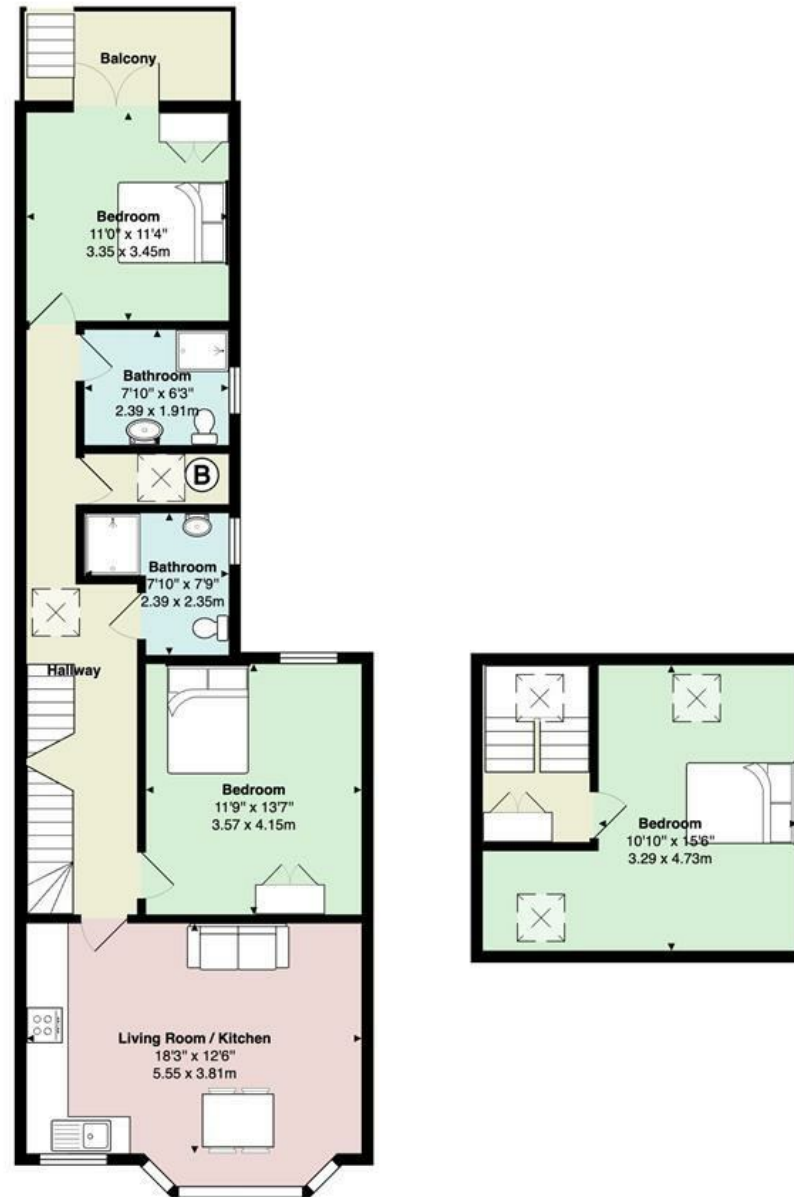 Balcony
Bedroom
11'0" x 11'4"
3.35 x 3.45m
Bathroom
7'10" x 6'3"
2.39 x 1.91m
B
Bathroom
7'10" x 7'9"
2.39 x 2.35m
Hallway
Bedroom
11'9" x 13'7"
3.57 x 4.15m
Bedroom
10'10" x 15'6"
3.29 x 4.73m
Living Room / Kitchen
18'3" x 12'6"
5.55 x 3.81m